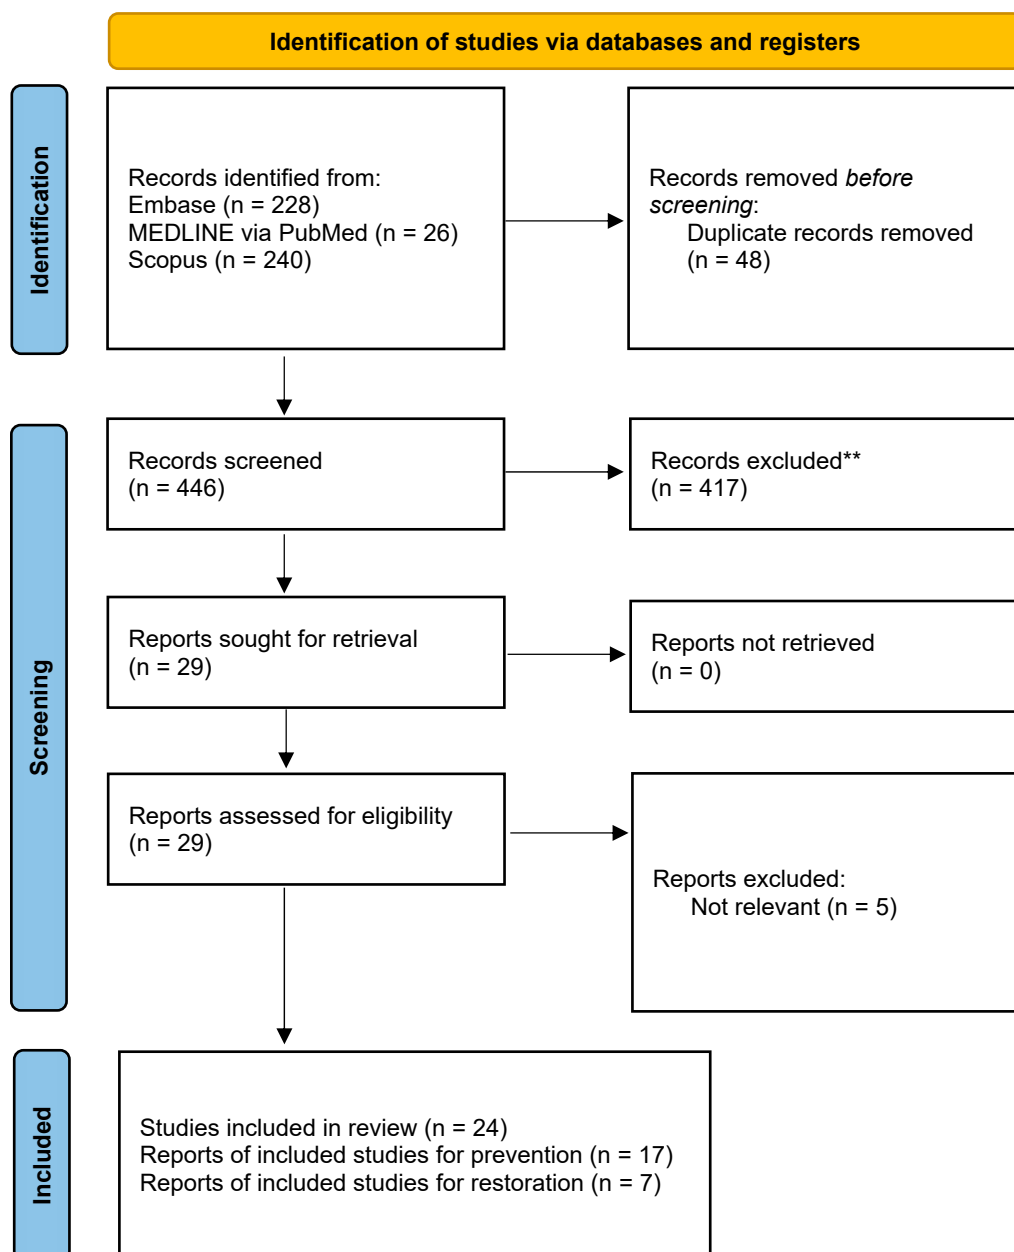 Identification of studies via databases and registers
Identification
Records identified from:
Embase (n = 228)
MEDLINE via PubMed (n = 26)
Scopus (n = 240)
Records removed before
screening:
Duplicate records removed
(n = 48)
Screening
Records screened
(n = 446)
Records excluded**
(n = 417)
Reports sought for retrieval
(n = 29)
Reports not retrieved
(n = 0)
Reports assessed for eligibility
(n = 29)
Reports excluded:
Not relevant (n = 5)
Included
Studies included in review (n = 24)
Reports of included studies for prevention (n = 17)
Reports of included studies for restoration (n = 7)